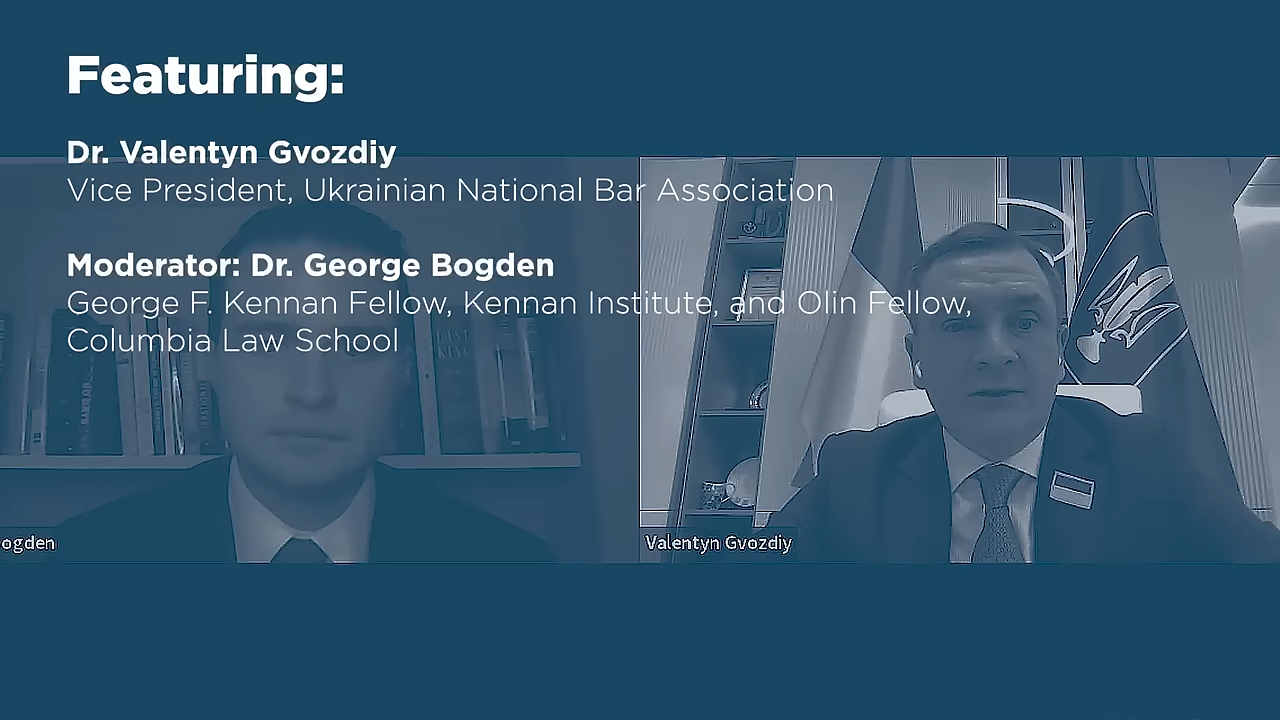 Featuring:
Dr. Valentyn Gvozdiy
Vice President, Ukrainian National Bar Association
Moderator: Dr. George Bogden
George F. Kennan Fellow, Kennan Institute, and Olin Fellow,
Columbia Law School
ogden
Valentyn Gvozdiy